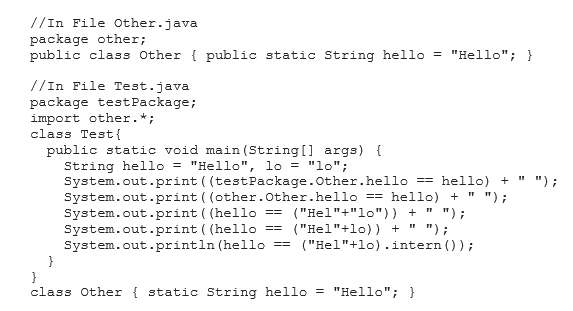 //In File Other.java
package other;
public class Other { public static String hello = "Hello"; }

//In File Test.java
package testPackage;
import other.*;
class Test{
  public static void main(String[] args) {
    String hello = "Hello", lo = "lo";
    System.out.print((testPackage.Other.hello == hello) + " ");
    System.out.print((other.Other.hello == hello) + " ");
    System.out.print((hello == ("Hel"+"lo")) + " ");
    System.out.print((hello == ("Hel"+lo)) + " ");
    System.out.println(hello == ("Hel"+lo).intern());
  }
}
class Other { static String hello = "Hello"; }